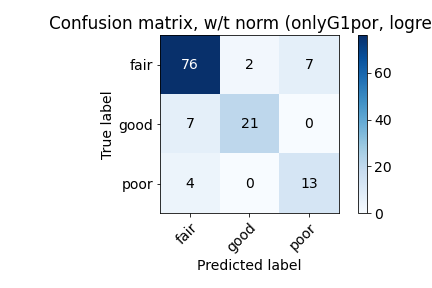 Confusion matrix, w/t norm (onlyG1por, logre
fair 76 2 7
good 7 21 0
poor 4 0 13
True label
fair good poor
Predicted label
60
40
20
0